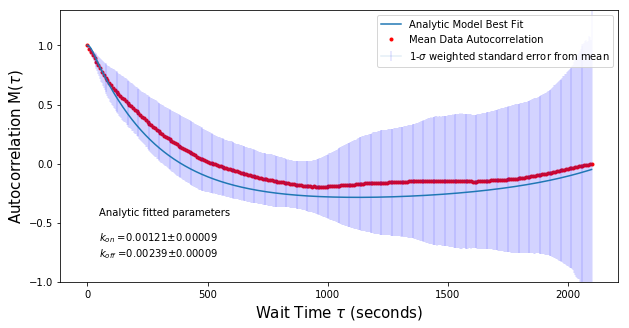 Analytic Model Best Fit
Mean Data Autocorrelation
1-σ weighted standard error from mean
1.0
0.5
0.0
−0.5
−1.0
Autocorrelation M(τ)
Analytic fitted parameters
k_on =0.00121±0.00009
k_off =0.00239±0.00009
0 500 1000 1500 2000
Wait Time τ (seconds)